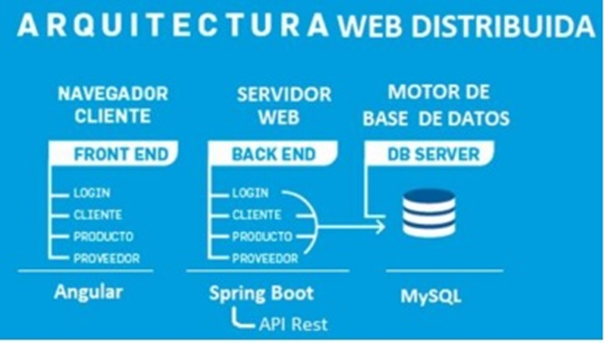 ARQUITECTURA WEB DISTRIBUIDA
NAVEGADOR
CLIENTE
FRONT END
LOGIN
CLIENTE
PRODUCTO
PROVEEDOR
Angular
SERVIDOR
WEB
BACK END
LOGIN
CLIENTE
PRODUCTO
PROVEEDOR
Spring Boot
API Rest
MOTOR DE
BASE DE DATOS
DB SERVER
MySQL